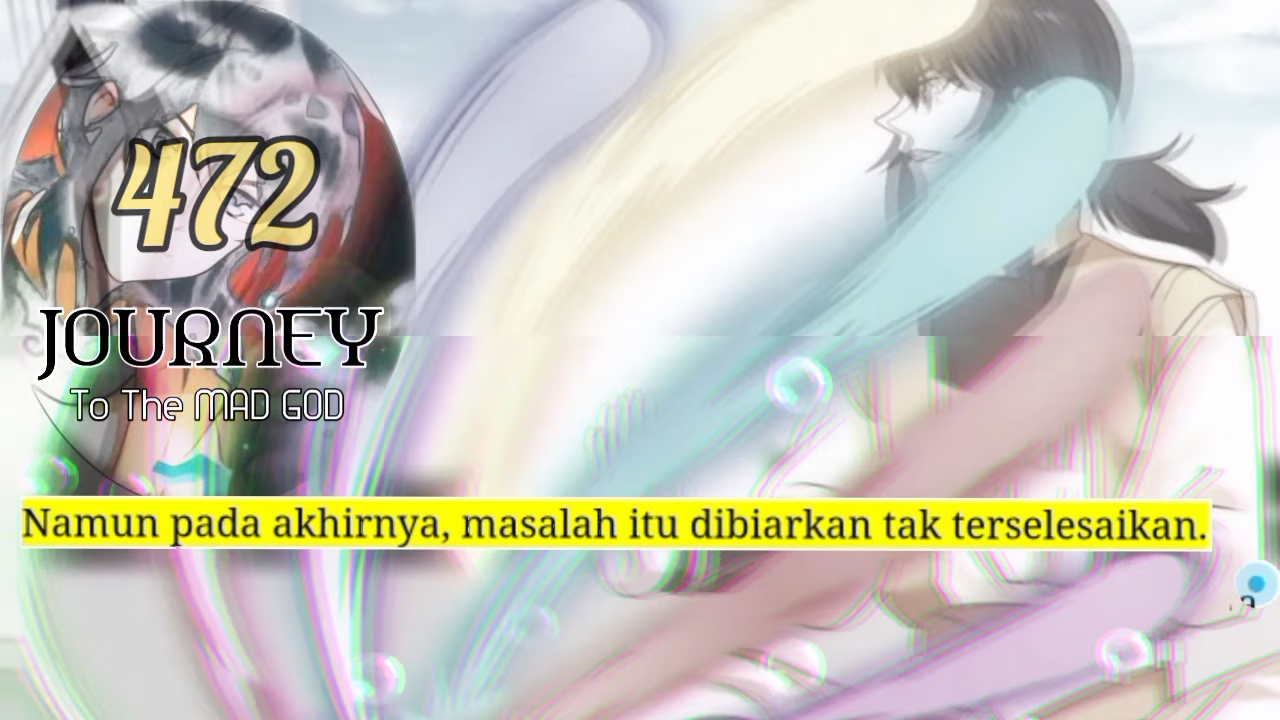 472
JOURNEY
To The MAD GOD
Namun pada akhirnya, masalah itu dibiarkan tak terselesaikan.
a